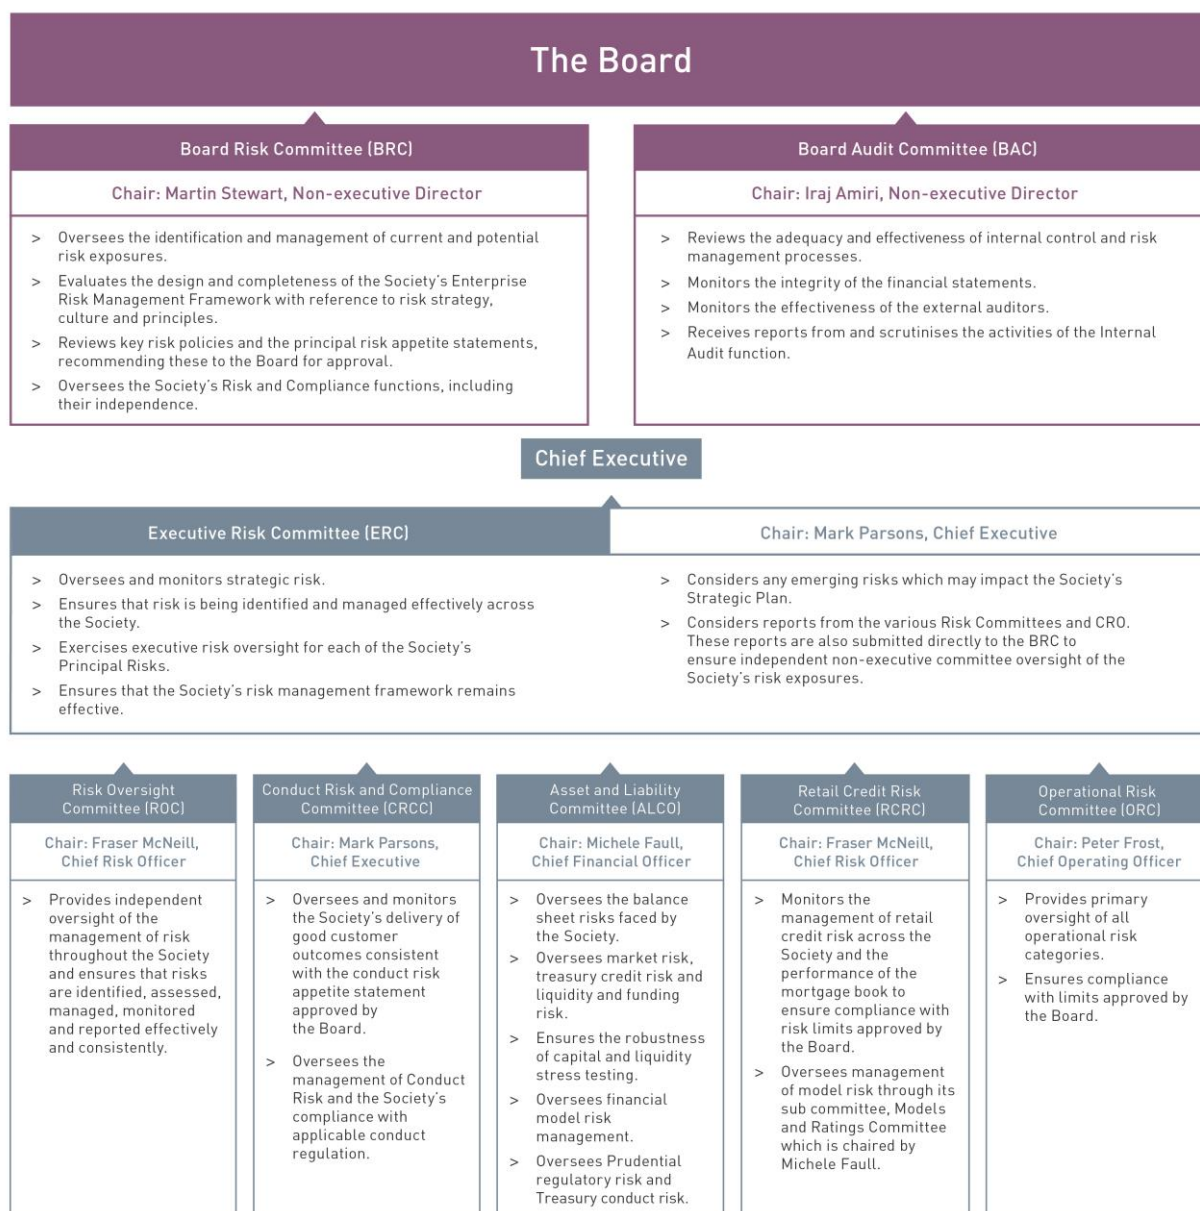 The Board
Board Risk Committee (BRC)
Chair: Martin Stewart, Non-executive Director
> Oversees the identification and management of current and potential
risk exposures.
> Evaluates the design and completeness of the Society's Enterprise
Risk Management Framework with reference to risk strategy,
culture and principles.
> Reviews key risk policies and the principal risk appetite statements,
recommending these to the Board for approval.
> Oversees the Society's Risk and Compliance functions, including
their independence.
Board Audit Committee (BAC)
Chair: Iraj Amiri, Non-executive Director
> Reviews the adequacy and effectiveness of internal control and risk
management processes.
> Monitors the integrity of the financial statements.
> Monitors the effectiveness of the external auditors.
> Receives reports from and scrutinises the activities of the Internal
Audit function.
Chief Executive
Executive Risk Committee (ERC)
Chair: Mark Parsons, Chief Executive
> Oversees and monitors strategic risk.
> Ensures that risk is being identified and managed effectively across
the Society.
> Exercises executive risk oversight for each of the Society's
Principal Risks.
> Ensures that the Society's risk management framework remains
effective.
> Considers any emerging risks which may impact the Society's
Strategic Plan.
> Considers reports from the various Risk Committees and CRO.
These reports are also submitted directly to the BRC to
ensure independent non-executive committee oversight of the
Society's risk exposures.
Risk Oversight
Committee (ROC)
Chair: Fraser McNeill,
Chief Risk Officer
> Provides independent
oversight of the
management of risk
throughout the Society
and ensures that risks
are identified, assessed,
managed, monitored
and reported effectively
and consistently.
Conduct Risk and Compliance
Committee (CRCC)
Chair: Mark Parsons,
Chief Executive
> Oversees and monitors
the Society's delivery of
good customer
outcomes consistent
with the conduct risk
appetite statement
approved by
the Board.
> Oversees the
management of Conduct
Risk and the Society's
compliance with
applicable conduct
regulation.
Asset and Liability
Committee (ALCO)
Chair: Michele Faull,
Chief Financial Officer
> Oversees the balance
sheet risks faced by
the Society.
> Oversees market risk,
treasury credit risk and
liquidity and funding
risk.
> Ensures the robustness
of capital and liquidity
stress testing.
> Oversees financial
model risk
management.
> Oversees Prudential
regulatory risk and
Treasury conduct risk.
Retail Credit Risk
Committee (RCRC)
Chair: Fraser McNeill,
Chief Risk Officer
> Monitors the
management of retail
credit risk across the
Society and the
performance of the
mortgage book to
ensure compliance with
risk limits approved by
the Board.
> Oversees management
of model risk through its
sub committee, Models
and Ratings Committee
which is chaired by
Michele Faull.
Operational Risk
Committee (ORC)
Chair: Peter Frost,
Chief Operating Officer
> Provides primary
oversight of all
operational risk
categories.
> Ensures compliance
with limits approved by
the Board.